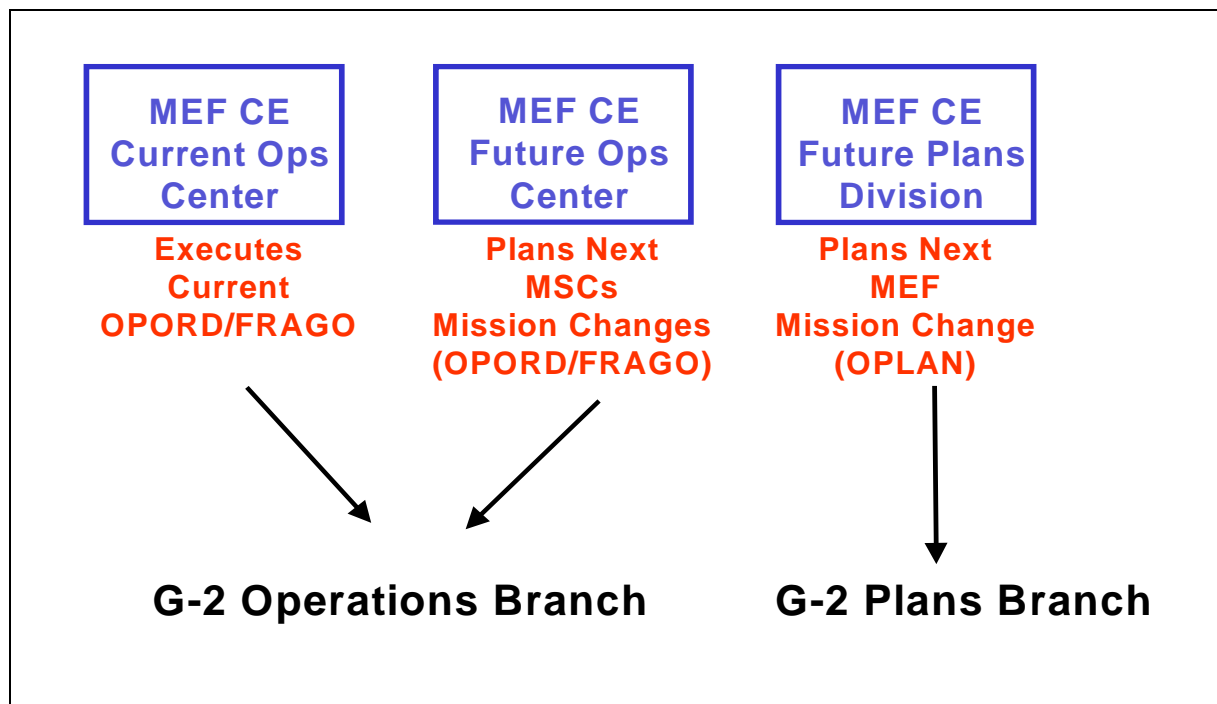 MEF CE
Current Ops
Center
Executes
Current
OPORD/FRAGO
MEF CE
Future Ops
Center
Plans Next
MSCs
Mission Changes
(OPORD/FRAGO)
MEF CE
Future Plans
Division
Plans Next
MEF
Mission Change
(OPLAN)
G-2 Operations Branch
G-2 Plans Branch